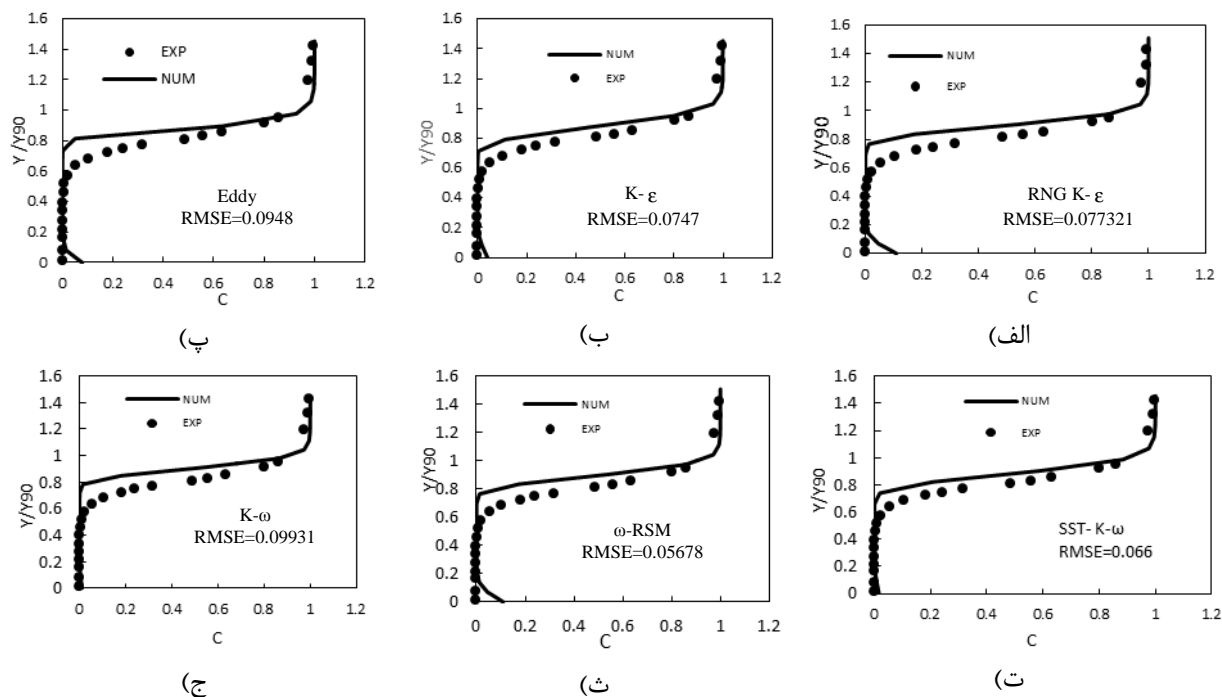 1.6
1.4
1.2
1
0.8
0.6
0.4
0.2
0
Y/Y90
EXP
NUM
Eddy
RMSE=0.0948
0 0.2 0.4 0.6 0.8 1 1.2
C
پ)
1.6
1.4
1.2
1
0.8
0.6
0.4
0.2
0
Y/Y90
NUM
EXP
K- ε
RMSE=0.0747
0 0.2 0.4 0.6 0.8 1 1.2
C
ب)
1.6
1.4
1.2
1
0.8
0.6
0.4
0.2
0
Y/Y90
NUM
EXP
RNG K- ε
RMSE=0.077321
0 0.2 0.4 0.6 0.8 1 1.2
C
الف)
1.6
1.4
1.2
1
0.8
0.6
0.4
0.2
0
Y/Y90
NUM
EXP
K-ω
RMSE=0.09931
0 0.2 0.4 0.6 0.8 1 1.2
C
ج)
1.6
1.4
1.2
1
0.8
0.6
0.4
0.2
0
Y/Y90
NUM
EXP
ω-RSM
RMSE=0.05678
0 0.2 0.4 0.6 0.8 1 1.2
C
ث)
1.6
1.4
1.2
1
0.8
0.6
0.4
0.2
0
Y/Y90
NUM
EXP
SST- K-ω
RMSE=0.066
0 0.2 0.4 0.6 0.8 1 1.2
C
ت)